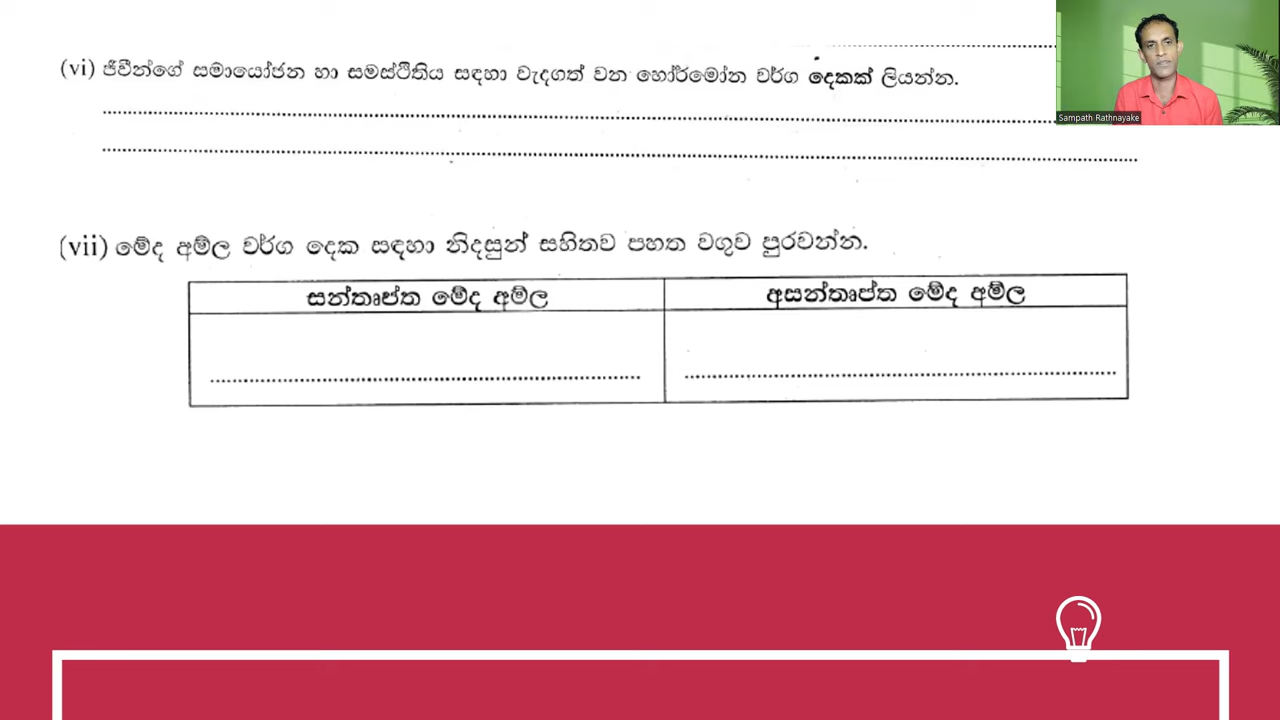 Sampath Rathnayake
(vi) ජීවීන්ගේ සමායෝජන හා සමස්ථිතිය සඳහා වැදගත් වන හෝර්මෝන වර්ග දෙකක් ලියන්න.
(vii) මේද අම්ල වර්ග දෙක සඳහා නිදසුන් සහිතව පහත වගුව පුරවන්න.
සන්තෘප්ත මේද අම්ල
අසන්තෘප්ත මේද අම්ල